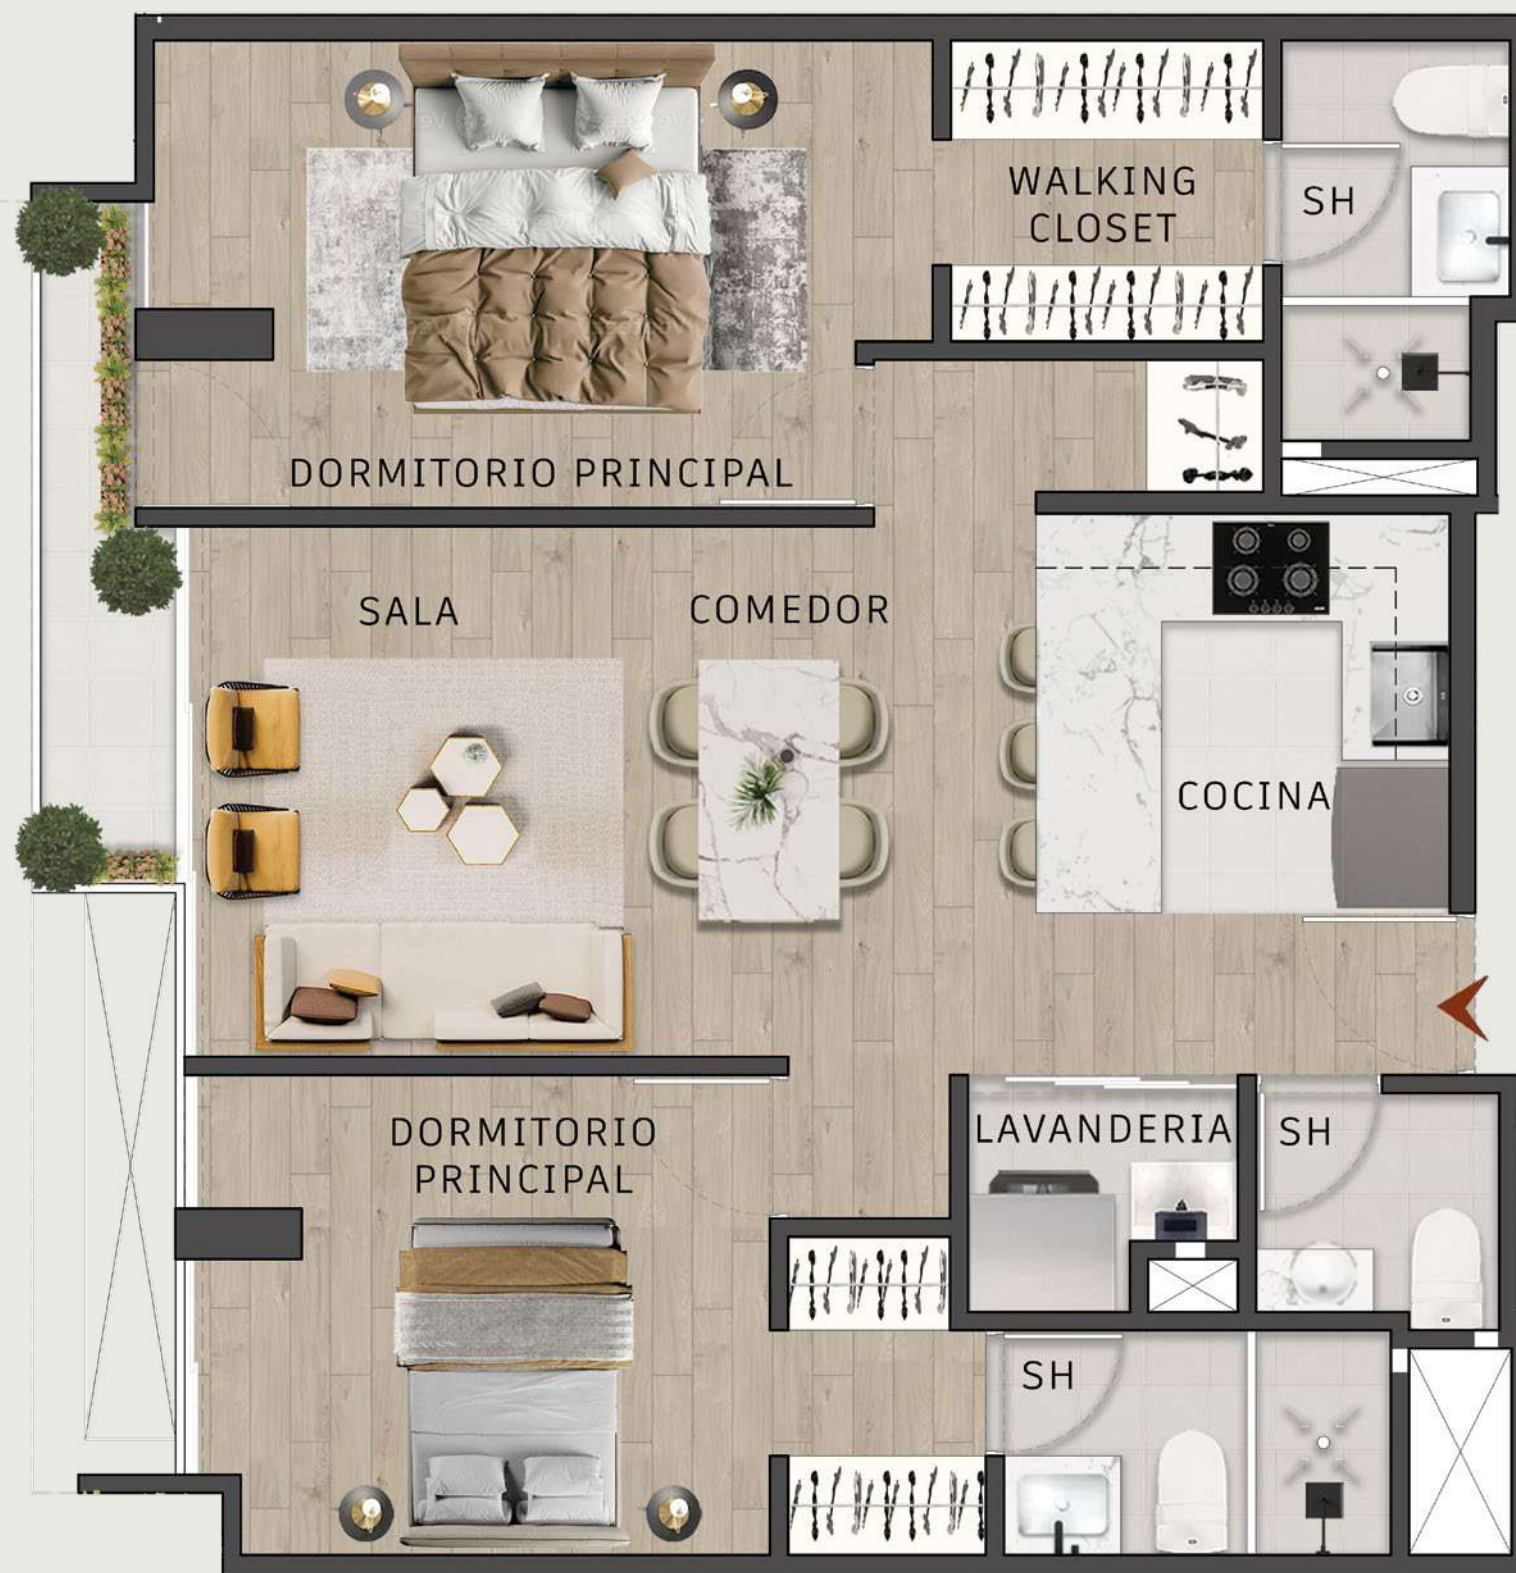 WALKING
CLOSET
SH
DORMITORIO PRINCIPAL
SALA
COMEDOR
COCINA
DORMITORIO
PRINCIPAL
LAVANDERIA
SH
SH